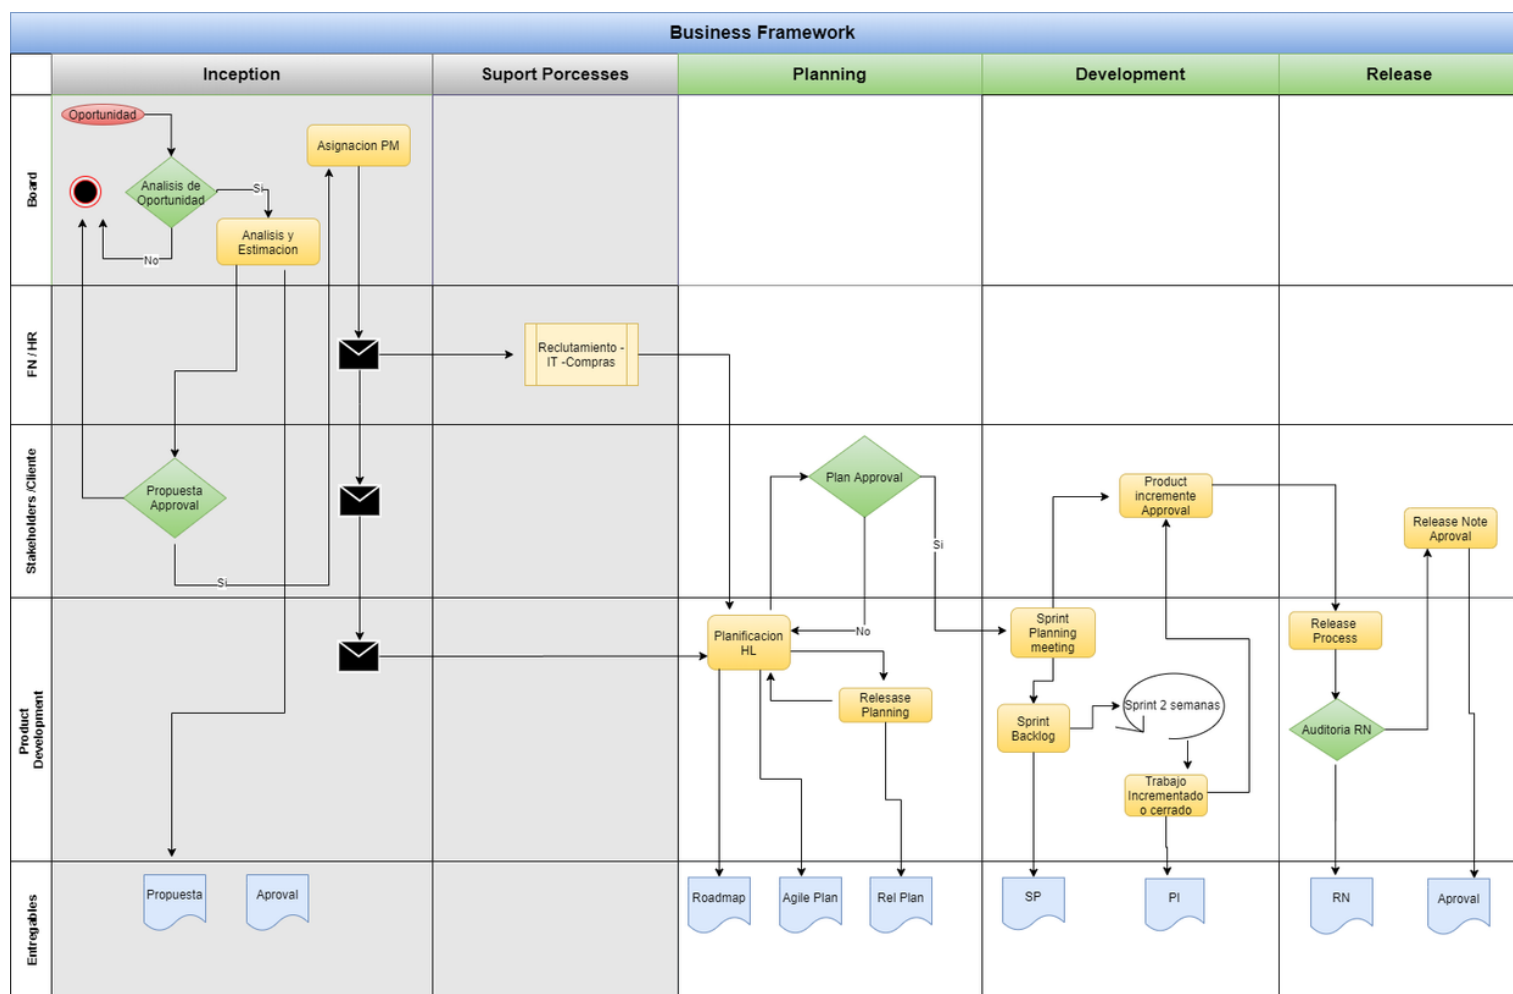 Business Framework
Inception
Suport Porcesses
Planning
Development
Release
Board
Oportunidad
Analisis de
Oportunidad
Si
No
Analisis y
Estimacion
Asignacion PM
FN / HR
Reclutamiento -
IT -Compras
Stakeholders /Cliente
Propuesta
Approval
Si
Plan Approval
Si
No
Product
incremente
Approval
Release Note
Aproval
Product
Development
Planificacion
HL
Relesase
Planning
Sprint
Planning
meeting
Sprint
Backlog
Sprint 2 semanas
Trabajo
Incrementado
o cerrado
Release
Process
Auditoria RN
Entregables
Propuesta
Aproval
Roadmap
Agile Plan
Rel Plan
SP
PI
RN
Aproval